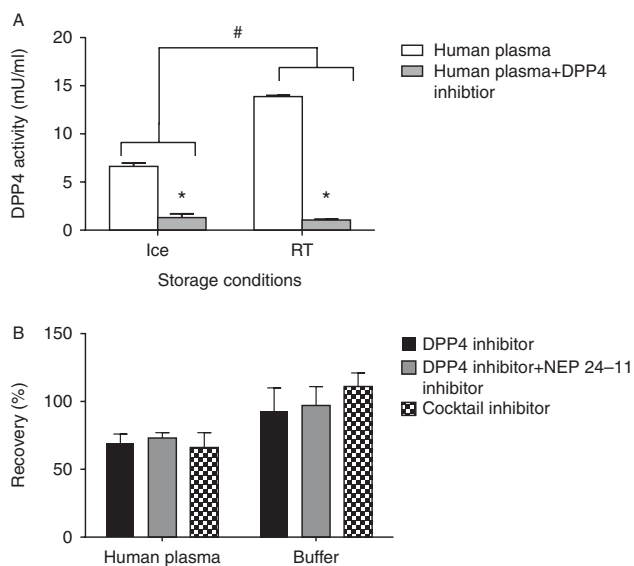 A
DPP4 activity (mU/ml)
20
15
10
5
0
#
*
*
Ice
RT
Storage conditions
Human plasma
Human plasma+DPP4
inhibtior
B
Recovery (%)
150
100
50
0
Human plasma
Buffer
DPP4 inhibitor
DPP4 inhibitor+NEP 24–11
inhibitor
Cocktail inhibitor